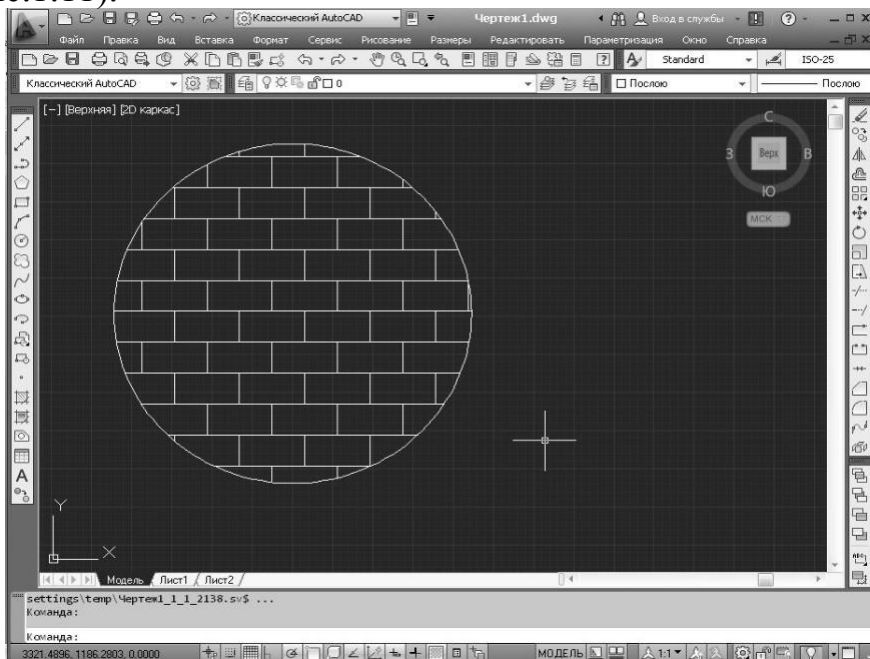 Классический AutoCAD Чертеж1.dwg Вход в службы
Файл Правка Вид Вставка Формат Сервис Рисование Размеры Редактировать Параметризация Окно Справка
Standard ISO-25
Классический AutoCAD 0 Послою Послою
[-] [Верхняя] [2D каркас]
С
З Верх В
Ю
МСК
Y
X
A
Модель Лист1 Лист2
settings\temp\Чертеж1_1_1_2138.sv$ ...
Команда:
Команда:
3321.4896, 1186.2803, 0.0000 МОДЕЛЬ 1:1